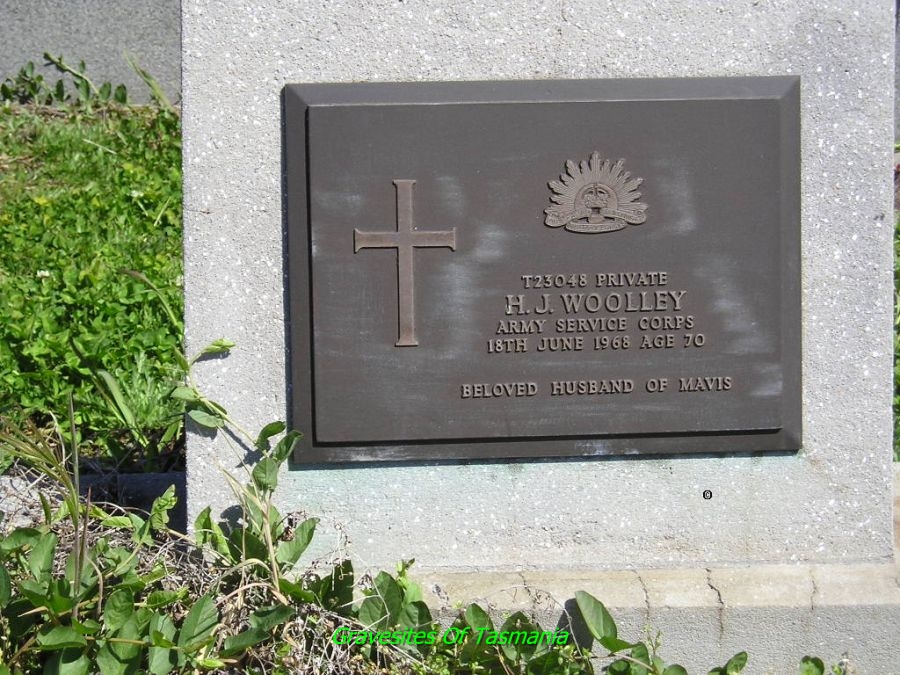 T23048 PRIVATE
H.J. WOOLLEY
ARMY SERVICE CORPS
18TH JUNE 1968 AGE 70
BELOVED HUSBAND OF MAVIS
©
Gravesites Of Tasmania